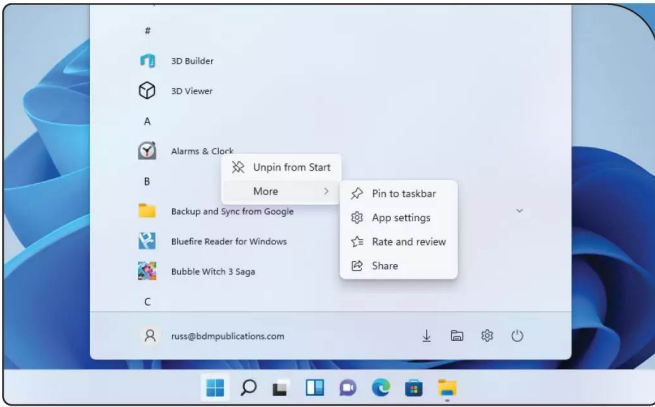 #
3D Builder
3D Viewer
A
Alarms & Clock
Unpin from Start
B
More
Pin to taskbar
Backup and Sync from Google
App settings
Bluefire Reader for Windows
Rate and review
Bubble Witch 3 Saga
Share
C
russ@bdmpublications.com